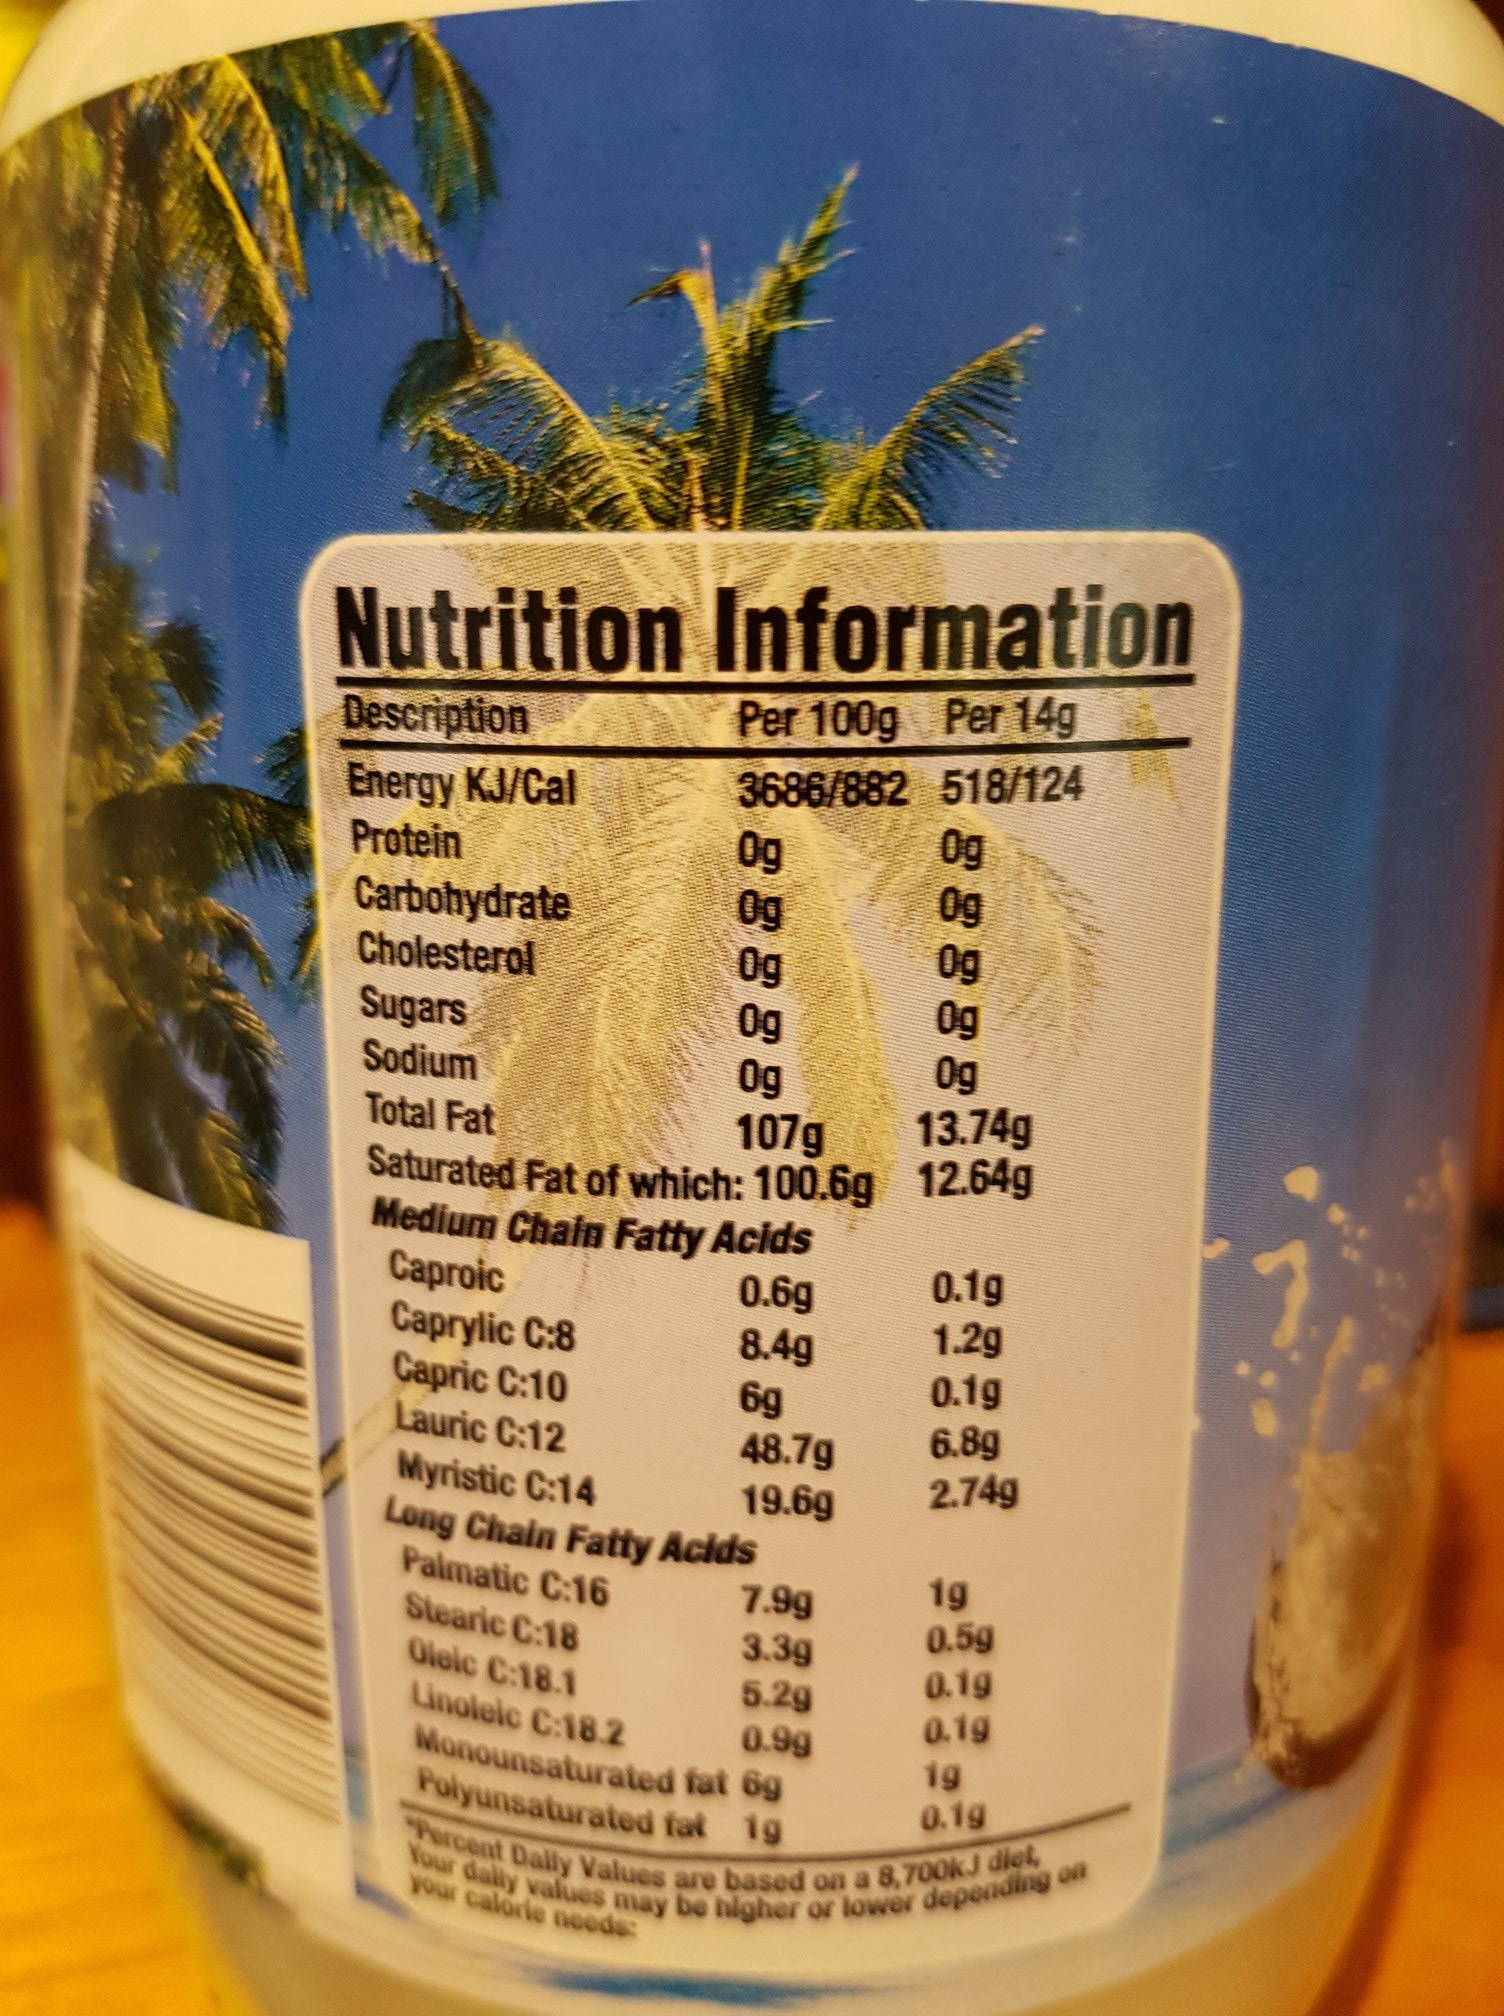 Nutrition Information
Description Per 100g Per 14g
Energy KJ/Cal 3686/882 518/124
Protein 0g 0g
Carbohydrate 0g 0g
Cholesterol 0g 0g
Sugars 0g 0g
Sodium 0g 0g
Total Fat 107g 13.74g
Saturated Fat of which: 100.6g 12.64g
Medium Chain Fatty Acids
Caproic 0.6g 0.1g
Caprylic C:8 8.4g 1.2g
Capric C:10 6g 0.1g
Lauric C:12 48.7g 6.8g
Myristic C:14 19.6g 2.74g
Long Chain Fatty Acids
Palmatic C:16 7.9g 1g
Stearic C:18 3.3g 0.5g
Oleic C:18.1 5.2g 0.1g
Linoleic C:18.2 0.9g 0.1g
Monounsaturated fat 6g 1g
Polyunsaturated fat 1g 0.1g
*Percent Daily Values are based on a 8,700kJ diet,
Your daily values may be higher or lower depending on
your calorie needs: